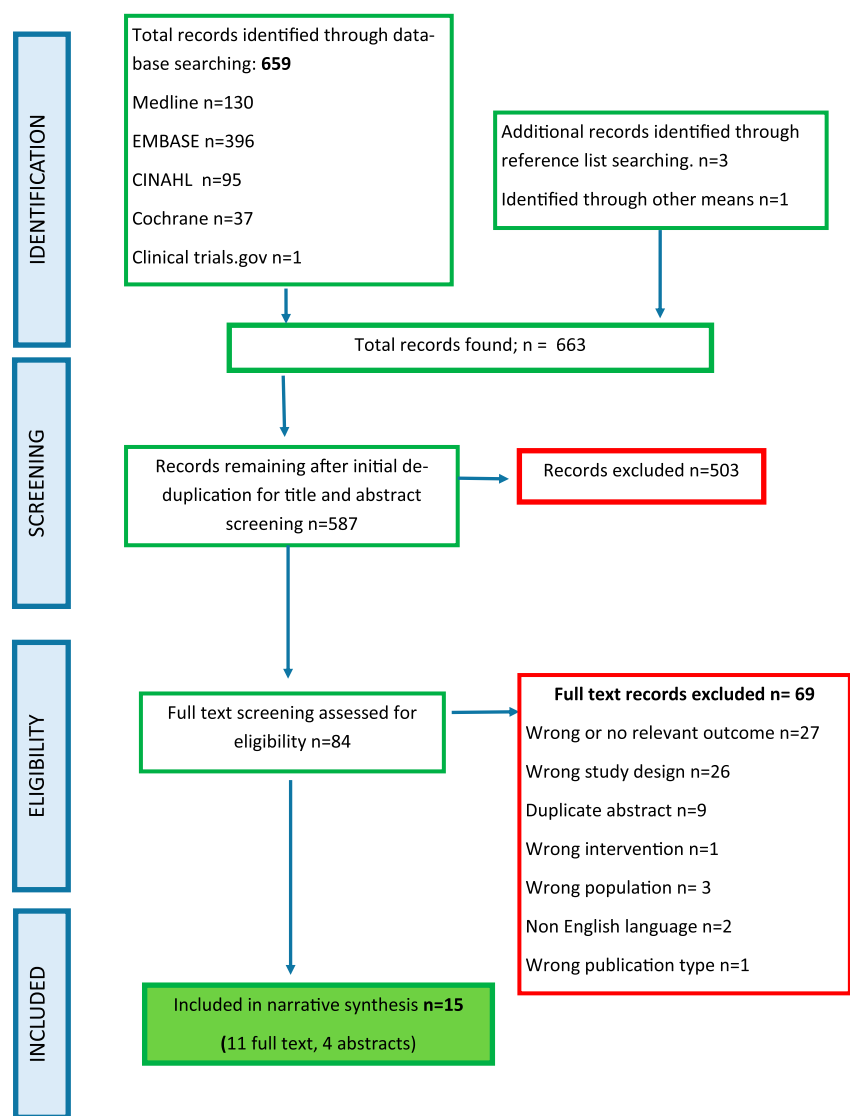 IDENTIFICATION
Total records identified through data-
base searching: 659
Medline n=130
EMBASE n=396
CINAHL n=95
Cochrane n=37
Clinical trials.gov n=1
Additional records identified through
reference list searching. n=3
Identified through other means n=1
Total records found; n = 663
SCREENING
Records remaining after initial de-
duplication for title and abstract
screening n=587
Records excluded n=503
ELIGIBILITY
Full text screening assessed for
eligibility n=84
Full text records excluded n= 69
Wrong or no relevant outcome n=27
Wrong study design n=26
Duplicate abstract n=9
Wrong intervention n=1
Wrong population n= 3
Non English language n=2
Wrong publication type n=1
INCLUDED
Included in narrative synthesis n=15
(11 full text, 4 abstracts)